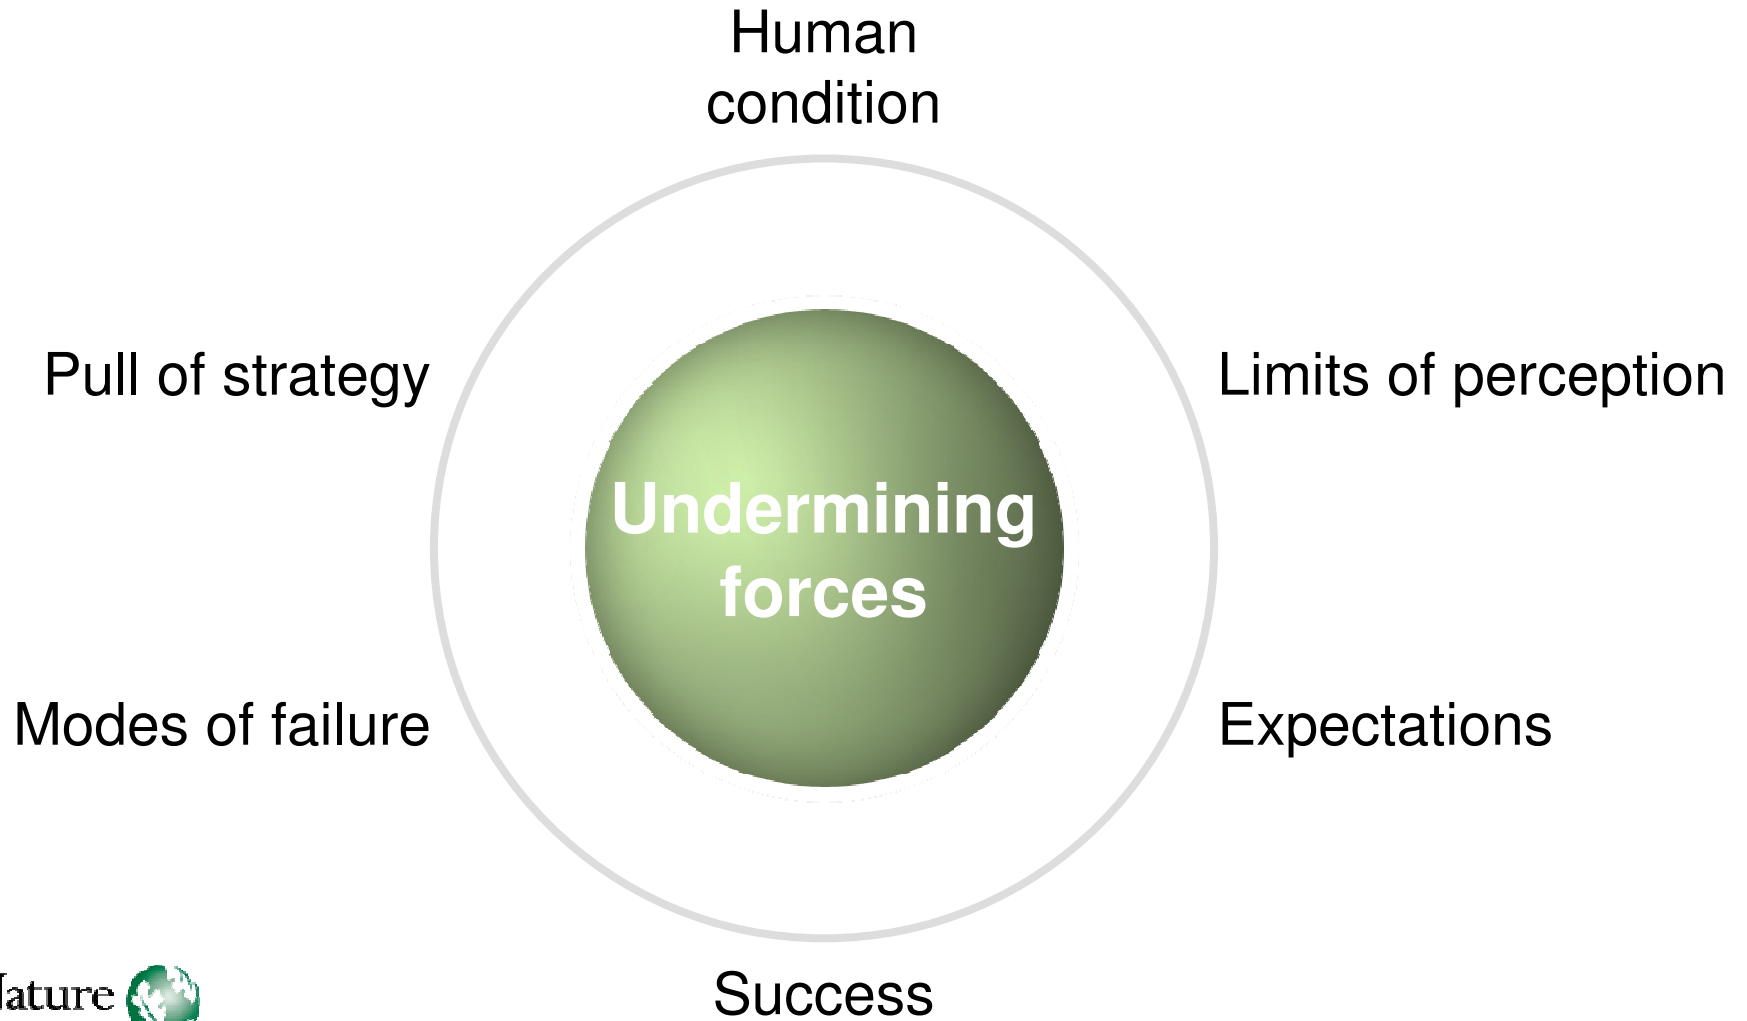 Human
condition
Pull of strategy
Limits of perception
Undermining
forces
Modes of failure
Expectations
Success